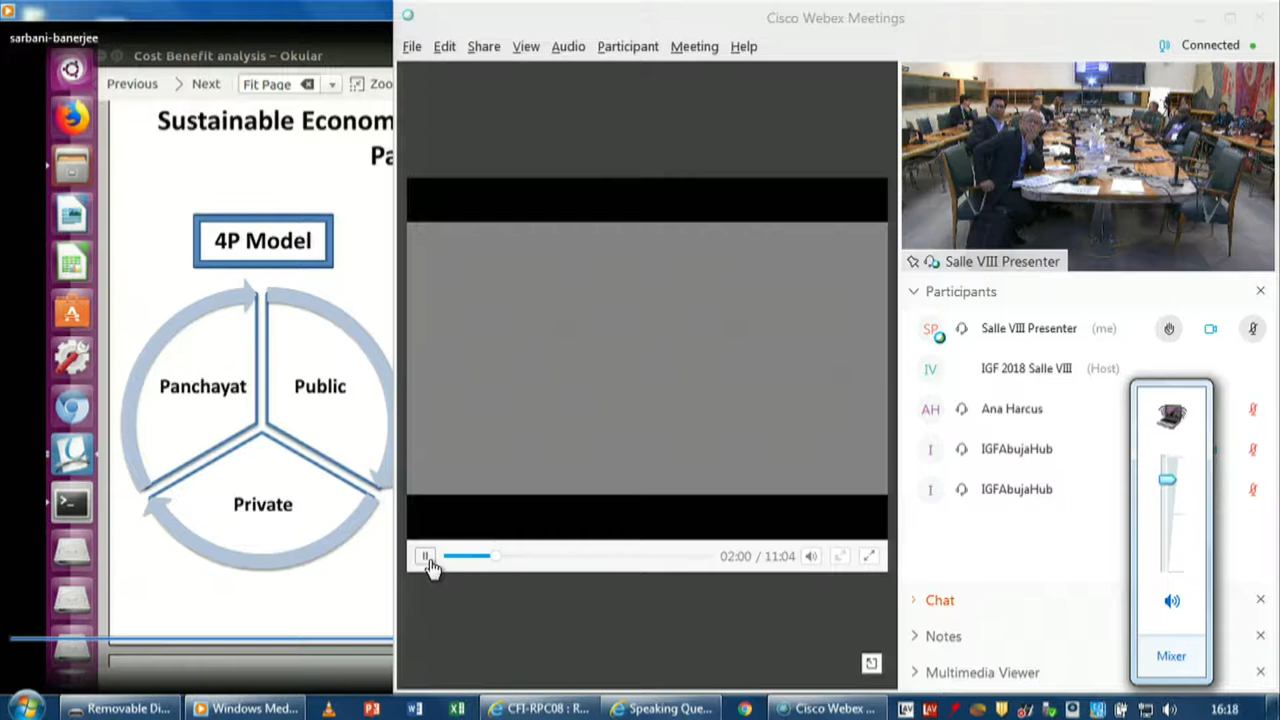 sarbani-banerjee
Cost Benefit analysis – Okular
Previous
Next
Fit Page
Zoo
Sustainable Econom
Pa
4P Model
Panchayat
Public
Private
Cisco Webex Meetings
File Edit Share View Audio Participant Meeting Help
Connected
02:00 / 11:04
Salle VIII Presenter
Participants
SP Salle VIII Presenter (me)
IV IGF 2018 Salle VIII (Host)
AH Ana Harcus
I IGFAbujaHub
I IGFAbujaHub
Chat
Notes
Multimedia Viewer
Mixer
Removable Di...
Windows Med...
CFI-RPC08 : R...
Speaking Que...
Cisco Webex ...
16:18